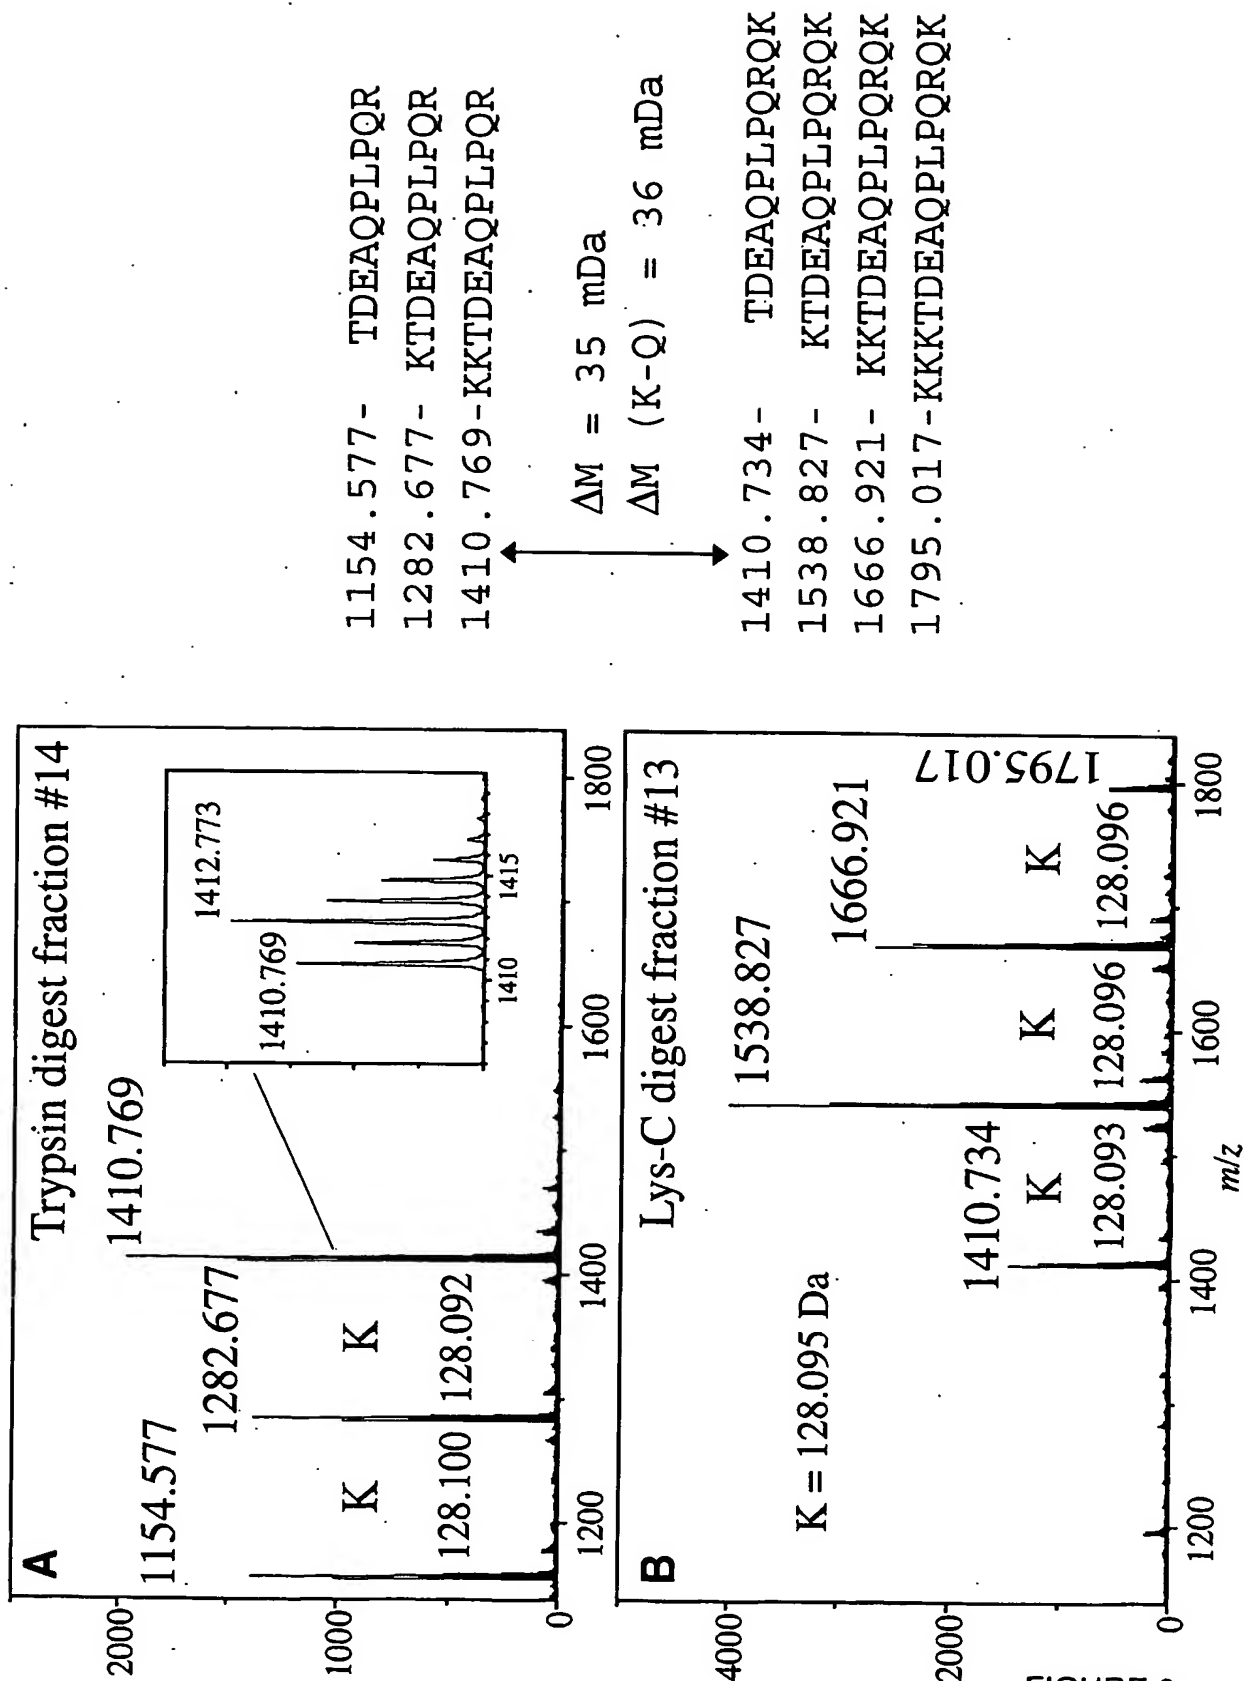 A
Trypsin digest fraction #14
1154.577
1282.677
1410.769
K
K
128.100
128.092
1410.769
1412.773
1410
1415
2000
1000
0
1200
1400
1600
1800
B
Lys-C digest fraction #13
K = 128.095 Da
1410.734
1538.827
1666.921
1795.017
K
K
K
128.093
128.096
128.096
4000
2000
0
1200
1400
1600
1800
m/z
1154.577- TDEAQPLPQR
1282.677- KTDEAQPLPQR
1410.769-KKTDEAQPLPQR
ΔM = 35 mDa
ΔM (K-Q) = 36 mDa
1410.734- TDEAQPLPQRQK
1538.827- KTDEAQPLPQRQK
1666.921- KKTDEAQPLPQRQK
1795.017-KKKTDEAQPLPQRQK